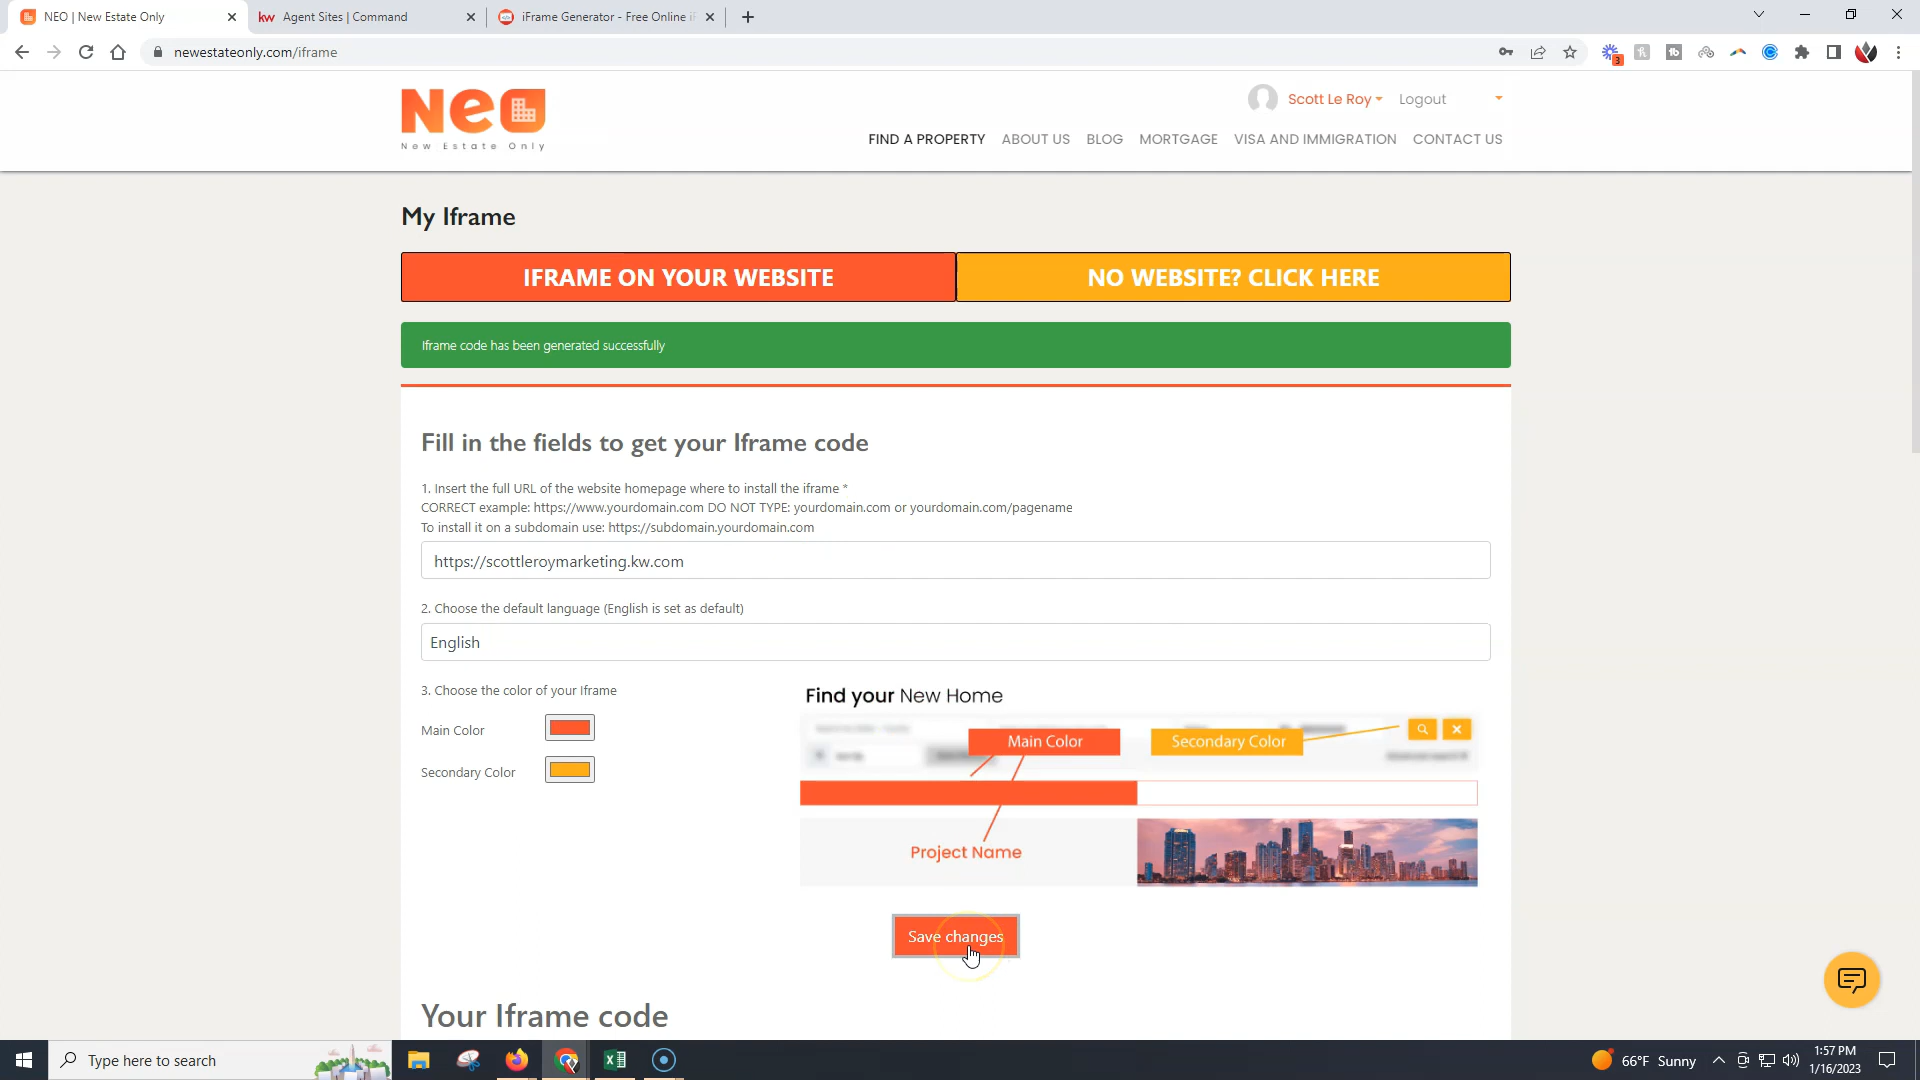 NEO | New Estate Only
kw Agent Sites | Command
iFrame Generator - Free Online i
newestateonly.com/iframe
3
Neo
New Estate Only
Scott Le Roy
Logout
FIND A PROPERTY
ABOUT US
BLOG
MORTGAGE
VISA AND IMMIGRATION
CONTACT US
My Iframe
IFRAME ON YOUR WEBSITE
NO WEBSITE? CLICK HERE
Iframe code has been generated successfully
Fill in the fields to get your Iframe code
1. Insert the full URL of the website homepage where to install the iframe *
CORRECT example: https://www.yourdomain.com DO NOT TYPE: yourdomain.com or yourdomain.com/pagename
To install it on a subdomain use: https://subdomain.yourdomain.com
https://scottleroymarketing.kw.com
2. Choose the default language (English is set as default)
English
3. Choose the color of your Iframe
Main Color
Secondary Color
Find your New Home
Main Color
Secondary Color
Project Name
Save changes
Your Iframe code
Type here to search
66°F Sunny
1:57 PM
1/16/2023